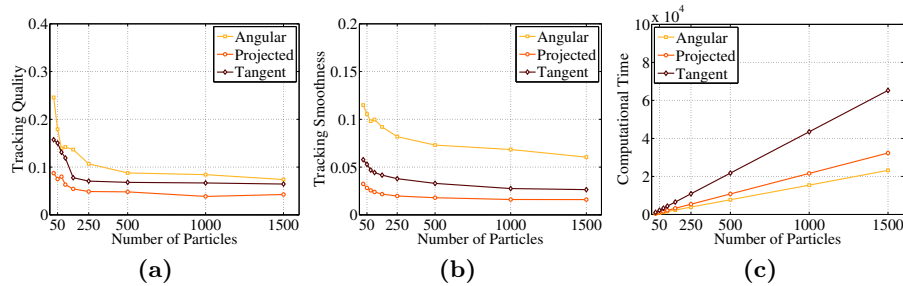 0.4
0.3
0.2
0.1
0
Tracking Quality
50
250
500
1000
1500
Number of Particles
Angular
Projected
Tangent
(a)
0.2
0.15
0.1
0.05
0
Tracking Smoothness
50
250
500
1000
1500
Number of Particles
Angular
Projected
Tangent
(b)
x 10⁴
10
8
6
4
2
0
Computational Time
50
250
500
1000
1500
Number of Particles
Angular
Projected
Tangent
(c)